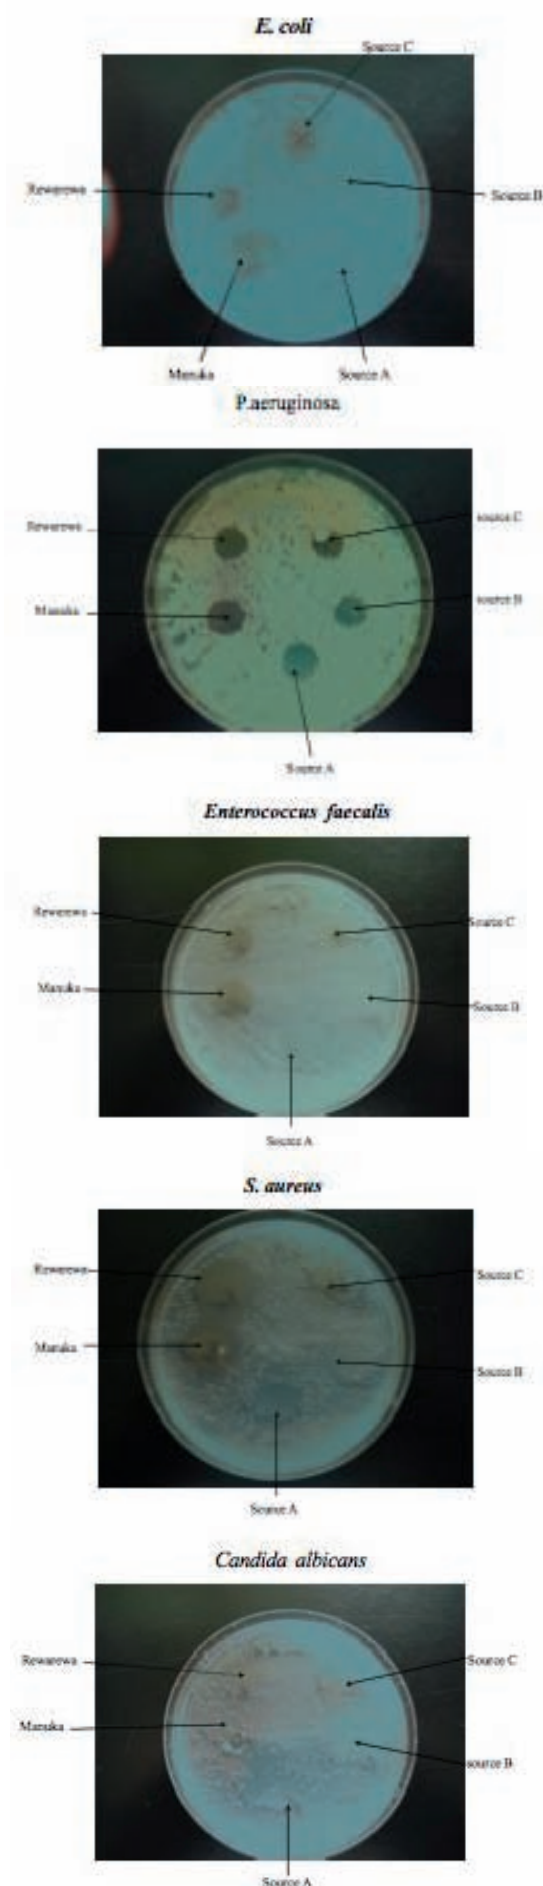 E. coli
Source C
Rewarewa
Source B
Manuka
Source A
P.aeruginosa
Rewarewa
source C
Manuka
source B
Source A
Enterococcus faecalis
Rewarewa
Source C
Manuka
Source B
Source A
S. aureus
Rewarewa
Source C
Manuka
Source B
Source A
Candida albicans
Rewarewa
Source C
Manuka
source B
Source A